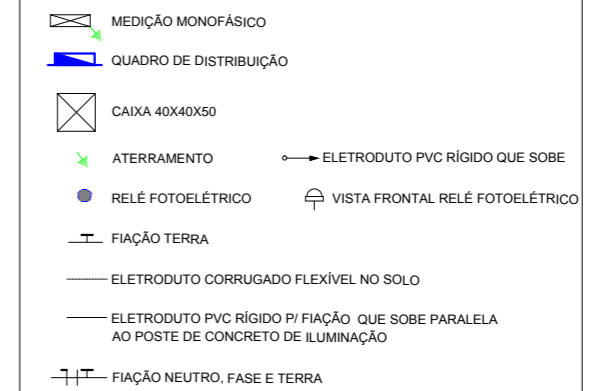 MEDIÇÃO MONOFÁSICO
QUADRO DE DISTRIBUIÇÃO
CAIXA 40X40X50
ATERRAMENTO
ELETRODUTO PVC RÍGIDO QUE SOBE
RELÉ FOTOELÉTRICO
VISTA FRONTAL RELÉ FOTOELÉTRICO
FIAÇÃO TERRA
ELETRODUTO CORRUGADO FLEXÍVEL NO SOLO
ELETRODUTO PVC RÍGIDO P/ FIAÇÃO QUE SOBE PARALELA
AO POSTE DE CONCRETO DE ILUMINAÇÃO
FIAÇÃO NEUTRO, FASE E TERRA